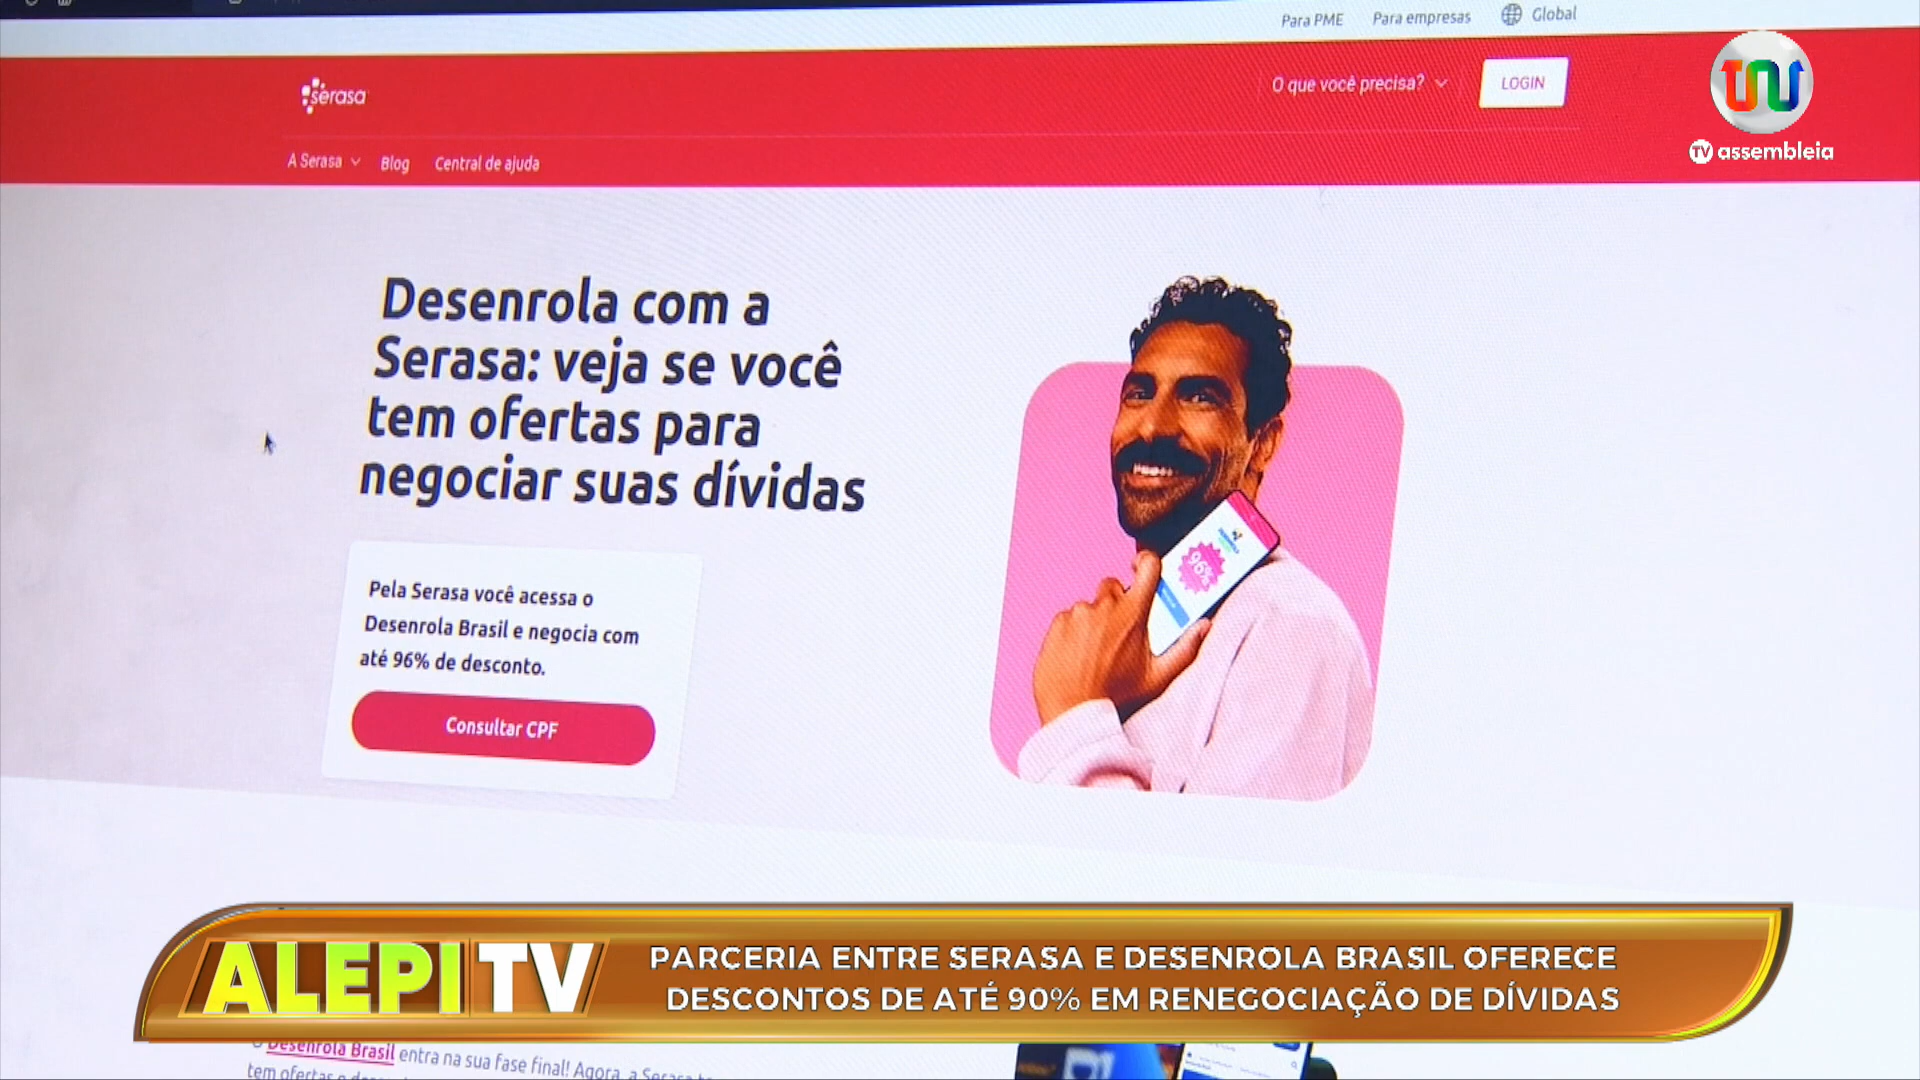 Para PME Para empresas Global
serasa
O que você precisa? LOGIN
TV assembleia
A Serasa Blog Central de ajuda
Desenrola com a
Serasa: veja se você
tem ofertas para
negociar suas dívidas
96%
Pela Serasa você acessa o
Desenrola Brasil e negocia com
até 96% de desconto.
Consultar CPF
ALEPI TV
PARCERIA ENTRE SERASA E DESENROLA BRASIL OFERECE
DESCONTOS DE ATÉ 90% EM RENEGOCIAÇÃO DE DÍVIDAS
O Desenrola Brasil entra na sua fase final! Agora, a Serasa
tem ofertas